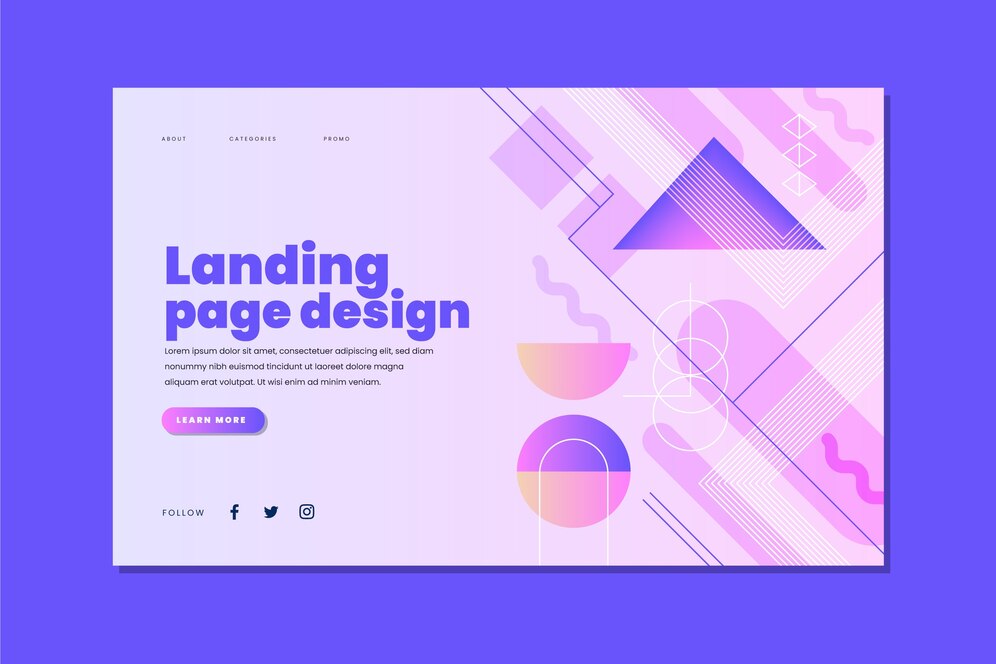 ABOUT CATEGORIES PROMO
Landing
page design
Lorem ipsum dolor sit amet, consectetuer adipiscing elit, sed diam
nonummy nibh euismod tincidunt ut laoreet dolore magna
aliquam erat volutpat. Ut wisi enim ad minim veniam.
LEARN MORE
FOLLOW